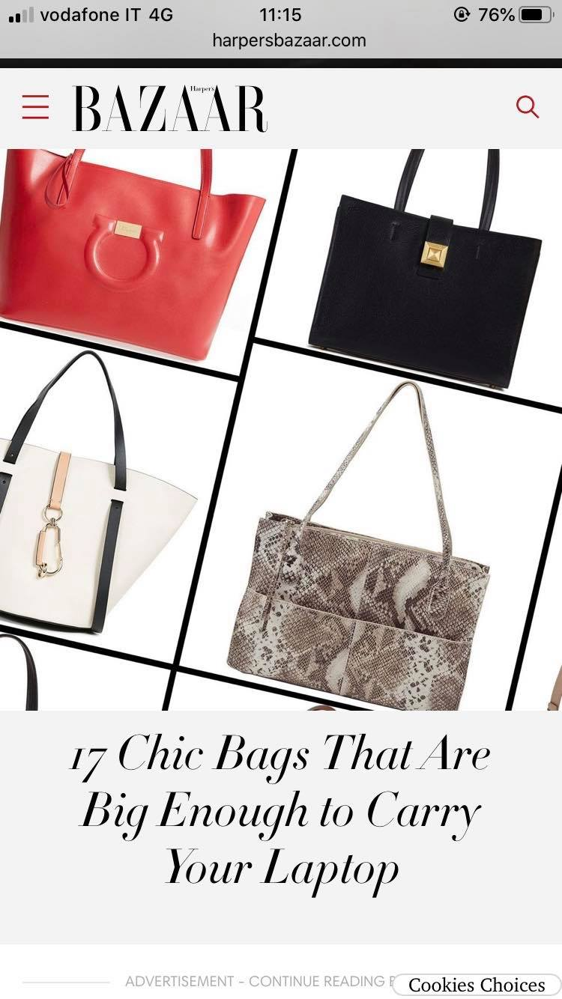 vodafone IT 4G 11:15 76%
harpersbazaar.com
Harper's
BAZAAR
17 Chic Bags That Are
Big Enough to Carry
Your Laptop
ADVERTISEMENT - CONTINUE READING
Cookies Choices